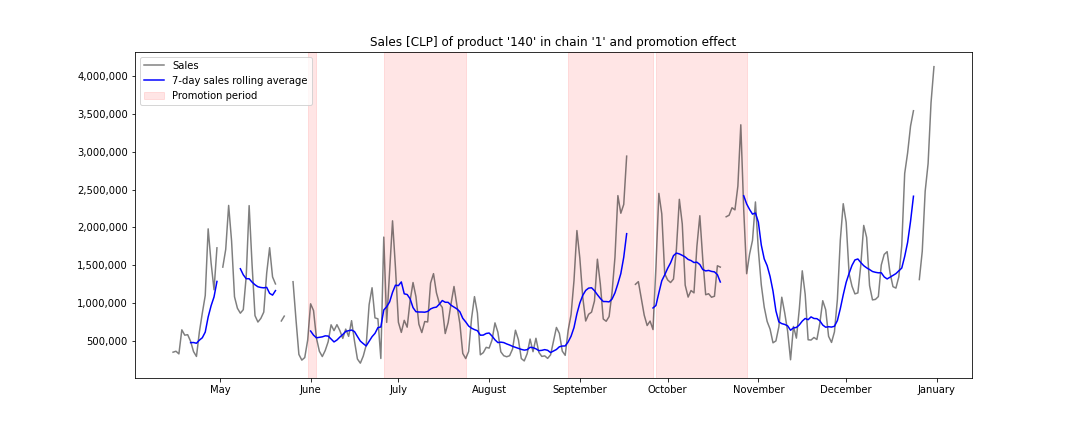 Sales [CLP] of product '140' in chain '1' and promotion effect
Sales
7-day sales rolling average
Promotion period
4,000,000
3,500,000
3,000,000
2,500,000
2,000,000
1,500,000
1,000,000
500,000
May
June
July
August
September
October
November
December
January